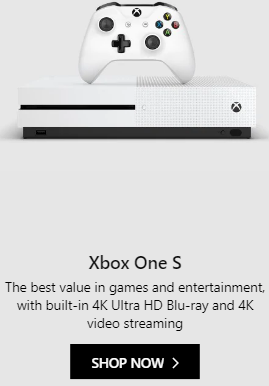 Xbox One S
The best value in games and entertainment,
with built-in 4K Ultra HD Blu-ray and 4K
video streaming
SHOP NOW >